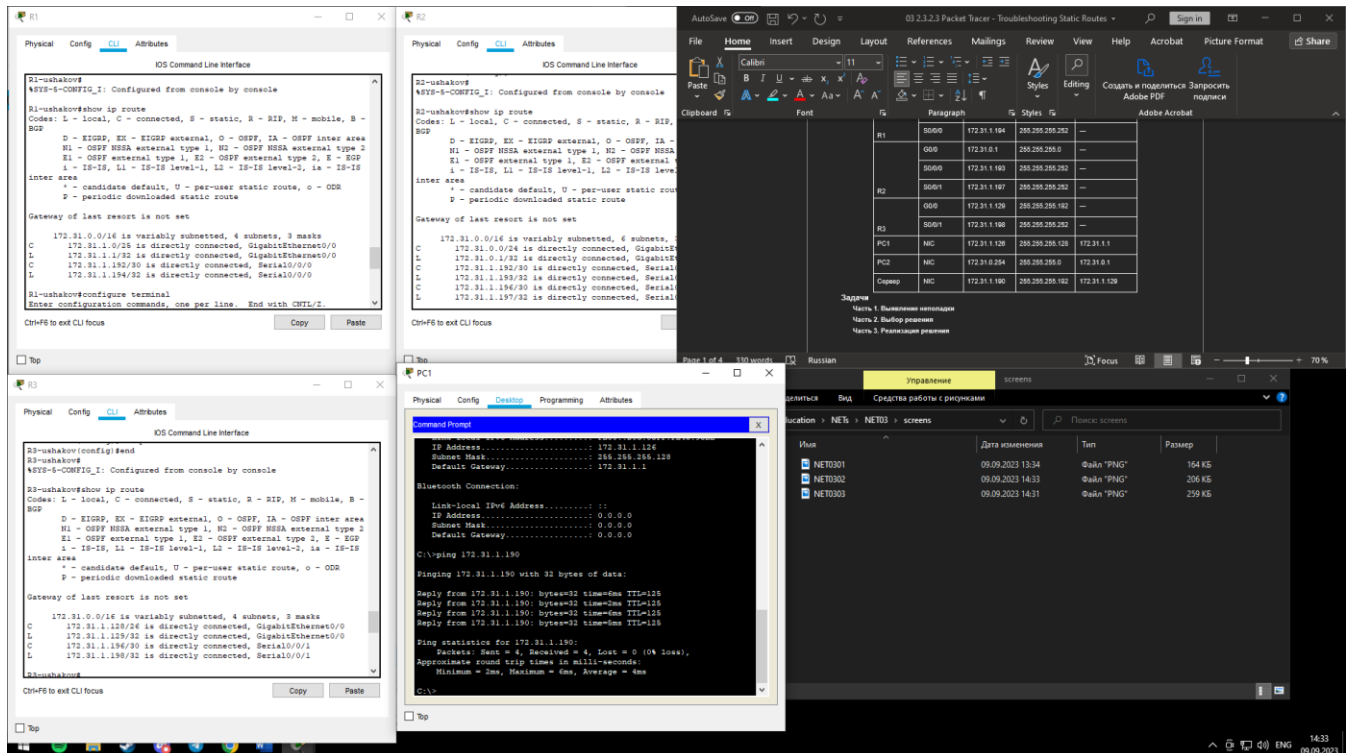 R1
Physical Config CLI Attributes
IOS Command Line Interface
R1-ushakov#
%SYS-5-CONFIG_I: Configured from console by console
R1-ushakov#show ip route
Codes: L - local, C - connected, S - static, R - RIP, M - mobile, B -
BGP
D - EIGRP, EX - EIGRP external, O - OSPF, IA - OSPF inter area
N1 - OSPF NSSA external type 1, N2 - OSPF NSSA external type 2
E1 - OSPF external type 1, E2 - OSPF external type 2, E - EGP
i - IS-IS, L1 - IS-IS level-1, L2 - IS-IS level-2, ia - IS-IS
inter area
* - candidate default, U - per-user static route, o - ODR
P - periodic downloaded static route
Gateway of last resort is not set
172.31.0.0/16 is variably subnetted, 4 subnets, 3 masks
C 172.31.1.0/25 is directly connected, GigabitEthernet0/0
L 172.31.1.1/32 is directly connected, GigabitEthernet0/0
C 172.31.1.192/30 is directly connected, Serial0/0/0
L 172.31.1.194/32 is directly connected, Serial0/0/0
R1-ushakov#configure terminal
Enter configuration commands, one per line. End with CNTL/Z.
Ctrl+F6 to exit CLI focus
Copy Paste
Top
R2
Physical Config CLI Attributes
IOS Command Line Interface
R2-ushakov#
%SYS-5-CONFIG_I: Configured from console by console
R2-ushakov#show ip route
Codes: L - local, C - connected, S - static, R - RIP,
BGP
D - EIGRP, EX - EIGRP external, O - OSPF, IA -
N1 - OSPF NSSA external type 1, N2 - OSPF NSSA
E1 - OSPF external type 1, E2 - OSPF external
i - IS-IS, L1 - IS-IS level-1, L2 - IS-IS leve
inter area
* - candidate default, U - per-user static rou
P - periodic downloaded static route
Gateway of last resort is not set
172.31.0.0/16 is variably subnetted, 6 subnets,
C 172.31.0.0/24 is directly connected, GigabitE
L 172.31.0.1/32 is directly connected, GigabitE
C 172.31.1.192/30 is directly connected, Serial
L 172.31.1.193/32 is directly connected, Serial
C 172.31.1.196/30 is directly connected, Serial
L 172.31.1.197/32 is directly connected, Serial
Ctrl+F6 to exit CLI focus
Top
AutoSave Off 03 2.3.2.3 Packet Tracer - Troubleshooting Static Routes Sign in
File Home Insert Design Layout References Mailings Review View Help Acrobat Picture Format Share
Calibri 11
Paste
Styles Editing
Создать и поделиться Adobe PDF
Запросить подписи
Clipboard Font Paragraph Styles Adobe Acrobat
R1 S0/0/0 172.31.1.194 255.255.255.252 —
G0/0 172.31.0.1 255.255.255.0 —
S0/0/0 172.31.1.193 255.255.255.252 —
R2 S0/0/1 172.31.1.197 255.255.255.252 —
G0/0 172.31.1.129 255.255.255.192 —
R3 S0/0/1 172.31.1.198 255.255.255.252 —
PC1 NIC 172.31.1.126 255.255.255.128 172.31.1.1
PC2 NIC 172.31.0.254 255.255.255.0 172.31.0.1
Сервер NIC 172.31.1.190 255.255.255.192 172.31.1.129
Задачи
Часть 1. Выявление неполадки
Часть 2. Выбор решения
Часть 3. Реализация решения
Page 1 of 4 330 words Russian Focus 70%
R3
Physical Config CLI Attributes
IOS Command Line Interface
R3-ushakov(config)#end
R3-ushakov#
%SYS-5-CONFIG_I: Configured from console by console
R3-ushakov#show ip route
Codes: L - local, C - connected, S - static, R - RIP, M - mobile, B -
BGP
D - EIGRP, EX - EIGRP external, O - OSPF, IA - OSPF inter area
N1 - OSPF NSSA external type 1, N2 - OSPF NSSA external type 2
E1 - OSPF external type 1, E2 - OSPF external type 2, E - EGP
i - IS-IS, L1 - IS-IS level-1, L2 - IS-IS level-2, ia - IS-IS
inter area
* - candidate default, U - per-user static route, o - ODR
P - periodic downloaded static route
Gateway of last resort is not set
172.31.0.0/16 is variably subnetted, 4 subnets, 3 masks
C 172.31.1.128/26 is directly connected, GigabitEthernet0/0
L 172.31.1.129/32 is directly connected, GigabitEthernet0/0
C 172.31.1.196/30 is directly connected, Serial0/0/1
L 172.31.1.198/32 is directly connected, Serial0/0/1
R3-ushakov#
Ctrl+F6 to exit CLI focus
Copy Paste
Top
PC1
Physical Config Desktop Programming Attributes
Command Prompt X
IP Address......................: 172.31.1.126
Subnet Mask.....................: 255.255.255.128
Default Gateway.................: 172.31.1.1
Bluetooth Connection:
Link-local IPv6 Address.........: ::
IP Address......................: 0.0.0.0
Subnet Mask.....................: 0.0.0.0
Default Gateway.................: 0.0.0.0
C:\>ping 172.31.1.190
Pinging 172.31.1.190 with 32 bytes of data:
Reply from 172.31.1.190: bytes=32 time=6ms TTL=125
Reply from 172.31.1.190: bytes=32 time=2ms TTL=125
Reply from 172.31.1.190: bytes=32 time=6ms TTL=125
Reply from 172.31.1.190: bytes=32 time=5ms TTL=125
Ping statistics for 172.31.1.190:
Packets: Sent = 4, Received = 4, Lost = 0 (0% loss),
Approximate round trip times in milli-seconds:
Minimum = 2ms, Maximum = 6ms, Average = 4ms
C:\>
Top
Управление screens
делиться Вид Средства работы с рисунками
ucation NETs NET03 screens Поиск: screens
Имя Дата изменения Тип Размер
NET0301 09.09.2023 13:34 Файл "PNG" 164 КБ
NET0302 09.09.2023 14:33 Файл "PNG" 206 КБ
NET0303 09.09.2023 14:31 Файл "PNG" 259 КБ
ENG 14:33
09.09.2023